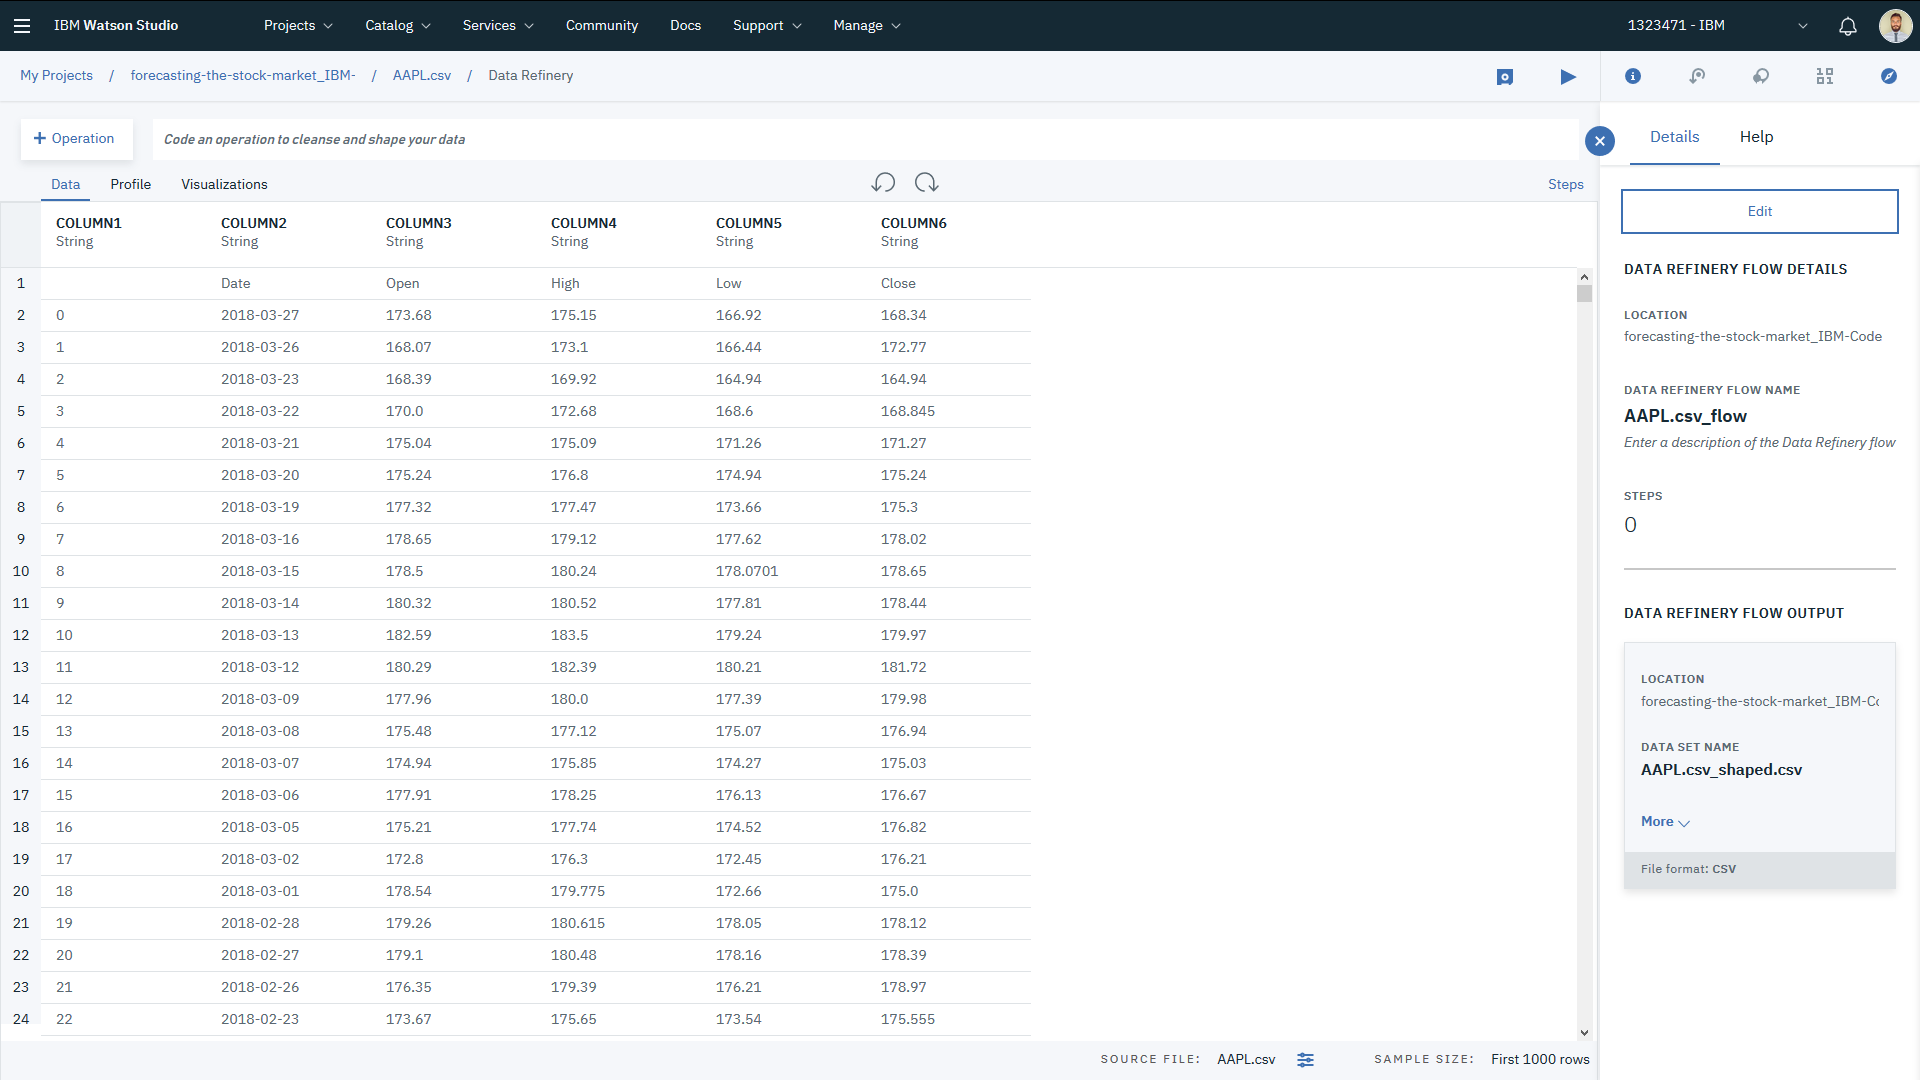 IBM Watson Studio Projects Catalog Services Community Docs Support Manage 1323471 - IBM
My Projects / forecasting-the-stock-market_IBM- / AAPL.csv / Data Refinery
+ Operation Code an operation to cleanse and shape your data
Details Help
Data Profile Visualizations Steps
Edit
COLUMN1 COLUMN2 COLUMN3 COLUMN4 COLUMN5 COLUMN6
String String String String String String
1 Date Open High Low Close
2 0 2018-03-27 173.68 175.15 166.92 168.34
3 1 2018-03-26 168.07 173.1 166.44 172.77
4 2 2018-03-23 168.39 169.92 164.94 164.94
5 3 2018-03-22 170.0 172.68 168.6 168.845
6 4 2018-03-21 175.04 175.09 171.26 171.27
7 5 2018-03-20 175.24 176.8 174.94 175.24
8 6 2018-03-19 177.32 177.47 173.66 175.3
9 7 2018-03-16 178.65 179.12 177.62 178.02
10 8 2018-03-15 178.5 180.24 178.0701 178.65
11 9 2018-03-14 180.32 180.52 177.81 178.44
12 10 2018-03-13 182.59 183.5 179.24 179.97
13 11 2018-03-12 180.29 182.39 180.21 181.72
14 12 2018-03-09 177.96 180.0 177.39 179.98
15 13 2018-03-08 175.48 177.12 175.07 176.94
16 14 2018-03-07 174.94 175.85 174.27 175.03
17 15 2018-03-06 177.91 178.25 176.13 176.67
18 16 2018-03-05 175.21 177.74 174.52 176.82
19 17 2018-03-02 172.8 176.3 172.45 176.21
20 18 2018-03-01 178.54 179.775 172.66 175.0
21 19 2018-02-28 179.26 180.615 178.05 178.12
22 20 2018-02-27 179.1 180.48 178.16 178.39
23 21 2018-02-26 176.35 179.39 176.21 178.97
24 22 2018-02-23 173.67 175.65 173.54 175.555
DATA REFINERY FLOW DETAILS
LOCATION
forecasting-the-stock-market_IBM-Code
DATA REFINERY FLOW NAME
AAPL.csv_flow
Enter a description of the Data Refinery flow
STEPS
0
DATA REFINERY FLOW OUTPUT
LOCATION
forecasting-the-stock-market_IBM-Co
DATA SET NAME
AAPL.csv_shaped.csv
More
File format: CSV
SOURCE FILE: AAPL.csv SAMPLE SIZE: First 1000 rows